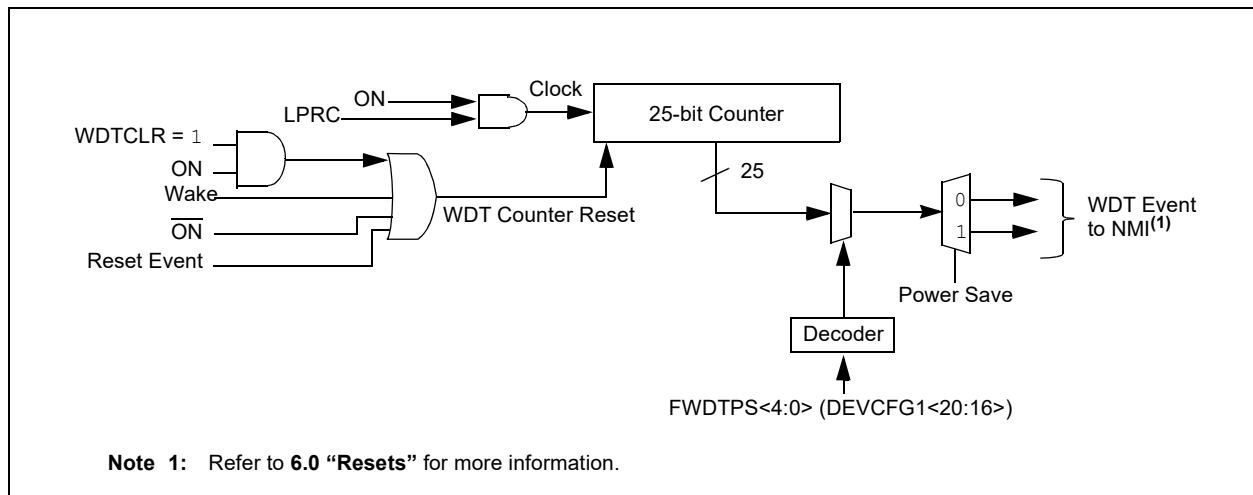 ON
Clock
LPRC
25-bit Counter
WDTCLR = 1
ON
Wake
25
WDT Counter Reset
ON
Reset Event
0
1
WDT Event
to NMI(1)
Power Save
Decoder
FWDTPS<4:0> (DEVCFG1<20:16>)
Note 1: Refer to 6.0 “Resets” for more information.